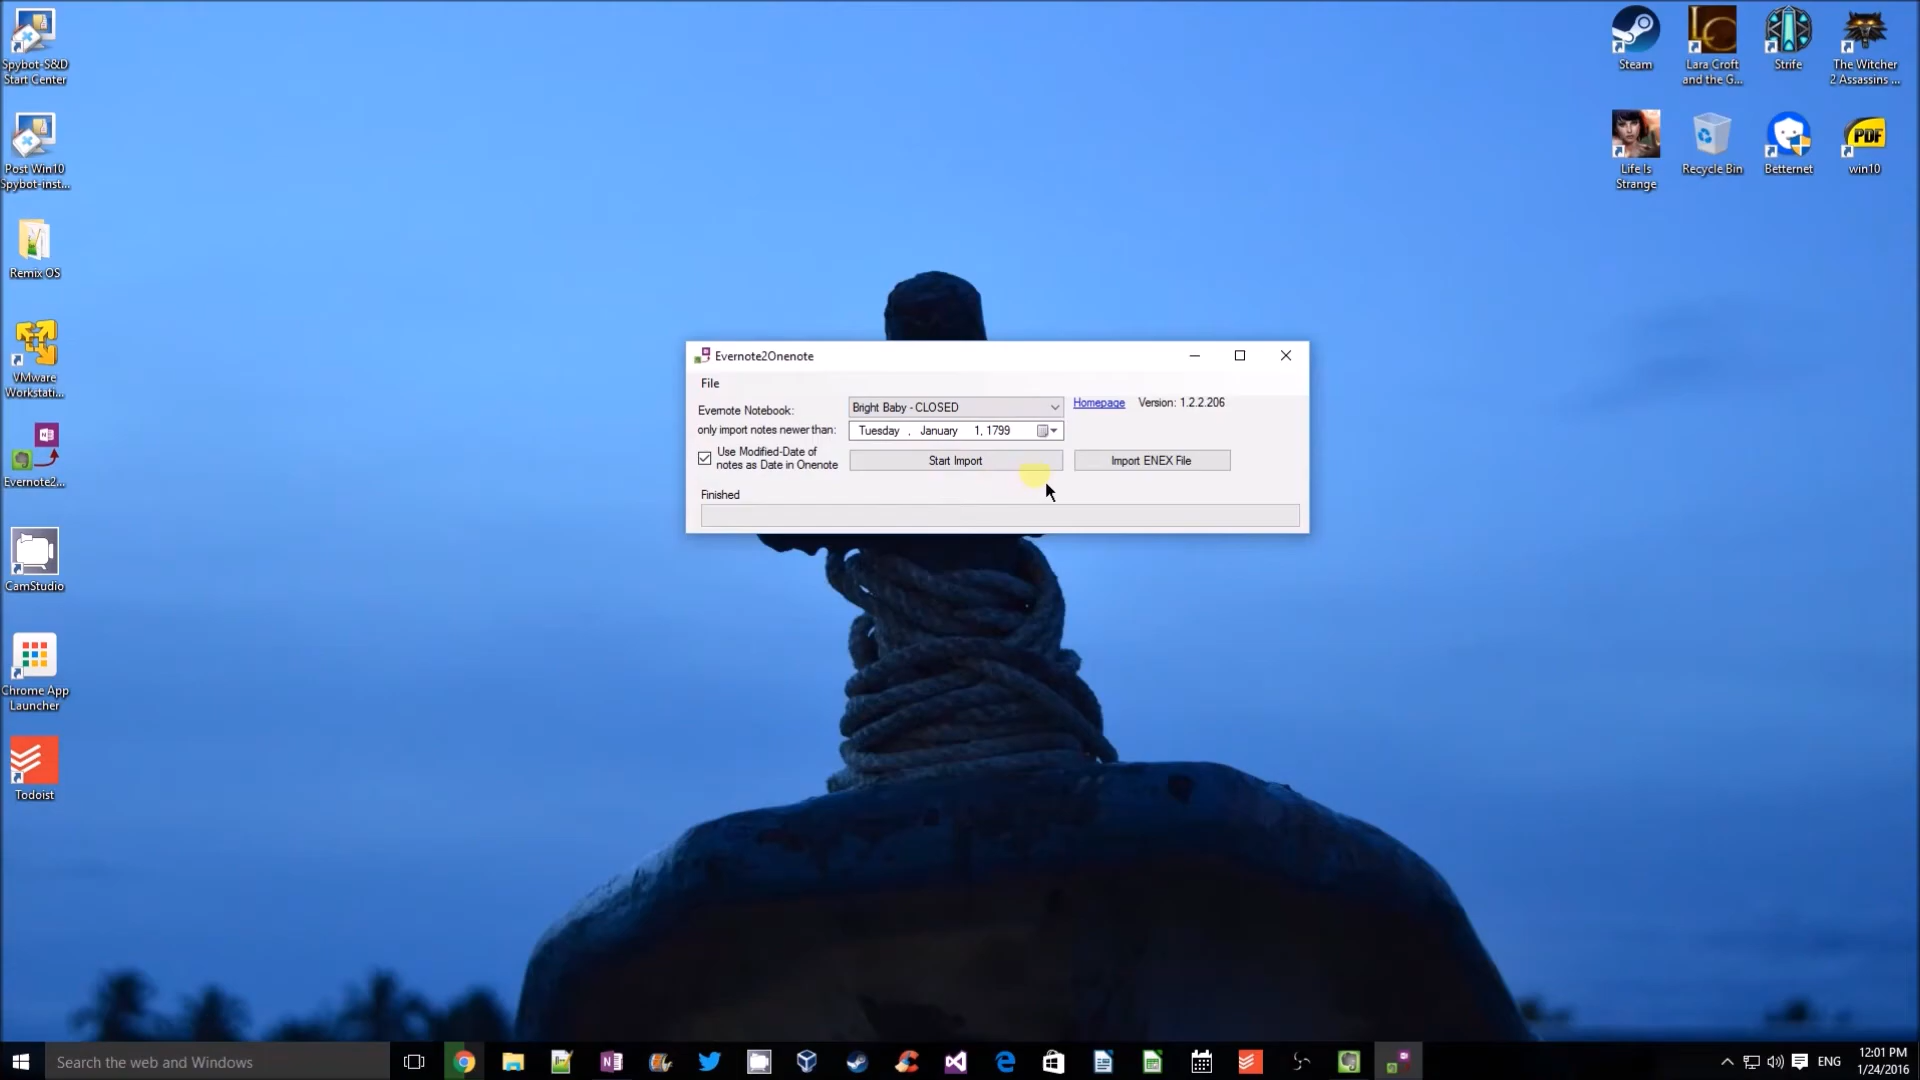 Spybot-S&D
Start Center
Post Win10
Spybot-inst...
Remix OS
VMware
Workstati...
Evernote2...
CamStudio
Chrome App
Launcher
Todoist
Steam
Lara Croft
and the G...
Strife
The Witcher
2 Assassins ...
Life Is
Strange
Recycle Bin
Betternet
PDF
win10
Evernote2Onenote
File
Evernote Notebook:
Bright Baby - CLOSED
Homepage
Version: 1.2.2.206
only import notes newer than:
Tuesday , January 1, 1799
Use Modified-Date of
notes as Date in Onenote
Start Import
Import ENEX File
Finished
Search the web and Windows
ENG
12:01 PM
1/24/2016